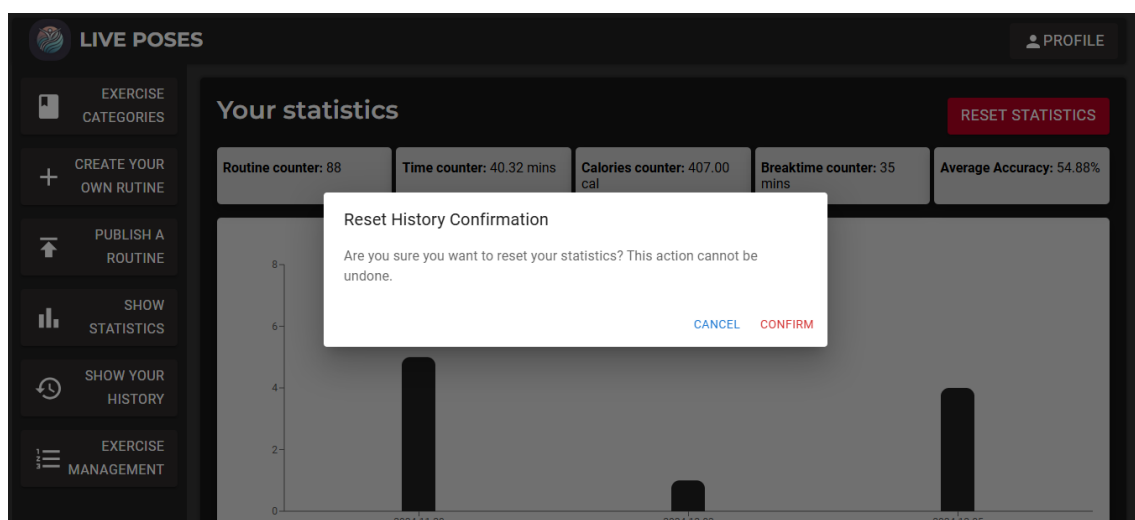 LIVE POSES
PROFILE
EXERCISE
CATEGORIES
CREATE YOUR
OWN RUTINE
PUBLISH A
ROUTINE
SHOW
STATISTICS
SHOW YOUR
HISTORY
EXERCISE
MANAGEMENT
Your statistics
RESET STATISTICS
Routine counter: 88
Time counter: 40.32 mins
Calories counter: 407.00
cal
Breaktime counter: 35
mins
Average Accuracy: 54.88%
Reset History Confirmation
Are you sure you want to reset your statistics? This action cannot be
undone.
CANCEL
CONFIRM
8
6
4
2
0